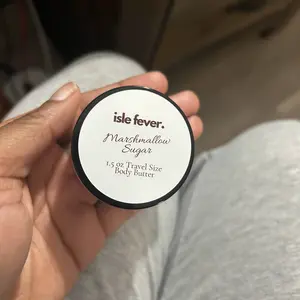 isle fever.
Marshmallow
Sugar
1.5 oz Travel Size
Body Butter